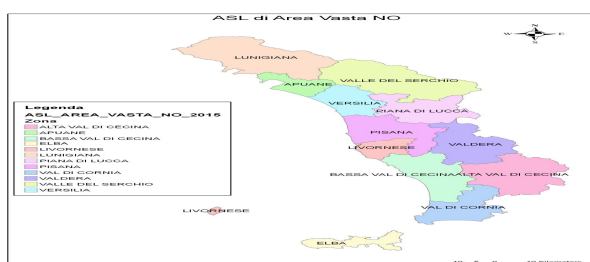 ASL di Area Vasta NO
N
W E
S
LUNIGIANA
VALLE DEL SERCHIO
APUANE
VERSILIA
PIANA DI LUCCA
PISANA
LIVORNESE
VALDERA
BASSA VAL DI CECINA
ALTA VAL DI CECINA
VAL DI CORNIA
LIVORNESE
ELBA
Legenda
ASL_AREA_VASTA_NO_2015
Zona
ALTA VAL DI CECINA
APUANE
BASSA VAL DI CECINA
ELBA
LIVORNESE
LUNIGIANA
PIANA DI LUCCA
PISANA
VAL DI CORNIA
VALDERA
VALLE DEL SERCHIO
VERSILIA